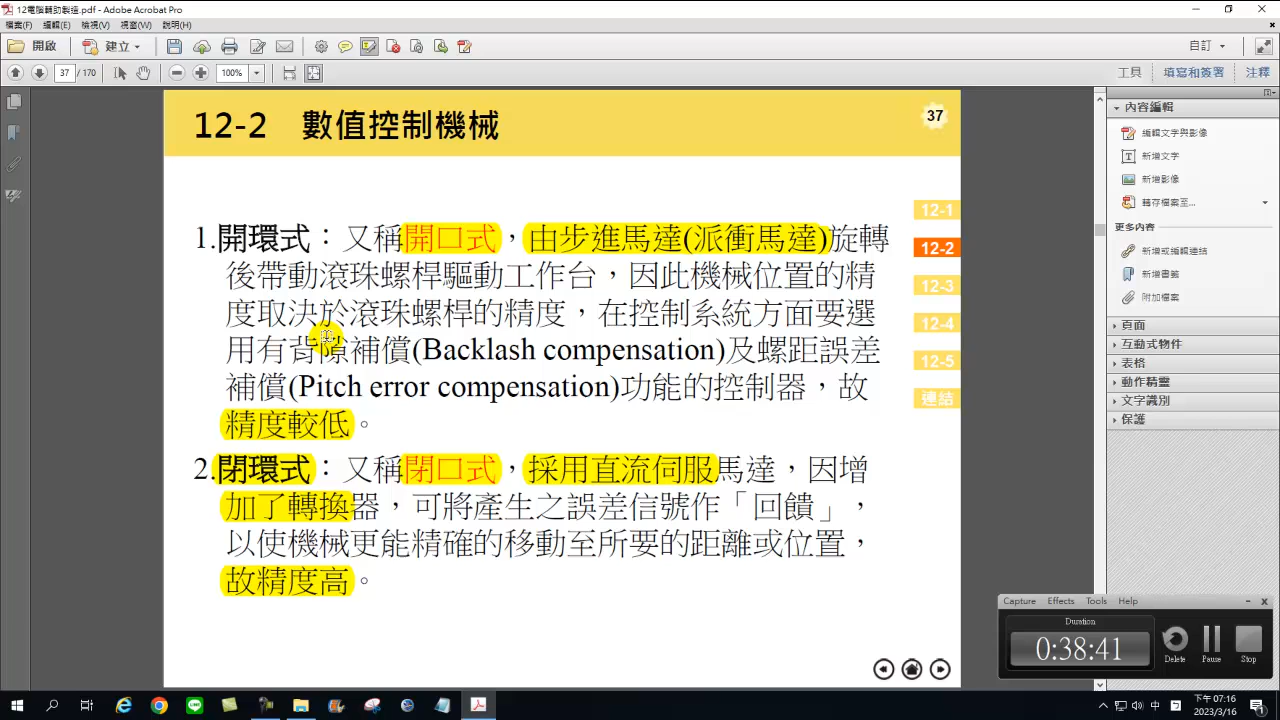 12電腦輔助製造.pdf - Adobe Acrobat Pro
檔案(F) 編輯(E) 檢視(V) 視窗(W) 說明(H)
開啟 建立 自訂
37 / 170 100% 工具 填寫和簽署 注釋
12-2 數值控制機械
37
1.開環式：又稱開口式，由步進馬達(派衝馬達)旋轉
後帶動滾珠螺桿驅動工作台，因此機械位置的精
度取決於滾珠螺桿的精度，在控制系統方面要選
用有背隙補償(Backlash compensation)及螺距誤差
補償(Pitch error compensation)功能的控制器，故
精度較低。
2.閉環式：又稱閉口式，採用直流伺服馬達，因增
加了轉換器，可將產生之誤差信號作「回饋」，
以使機械更能精確的移動至所要的距離或位置，
故精度高。
12-1
12-2
12-3
12-4
12-5
連結
內容編輯
編輯文字與影像
新增文字
新增影像
轉存檔案至...
更多內容
新增或編輯連結
新增書籤
附加檔案
頁面
互動式物件
表格
動作精靈
文字識別
保護
Capture Effects Tools Help
Duration
0:38:41
Delete Pause Stop
中
下午 07:16
2023/3/16